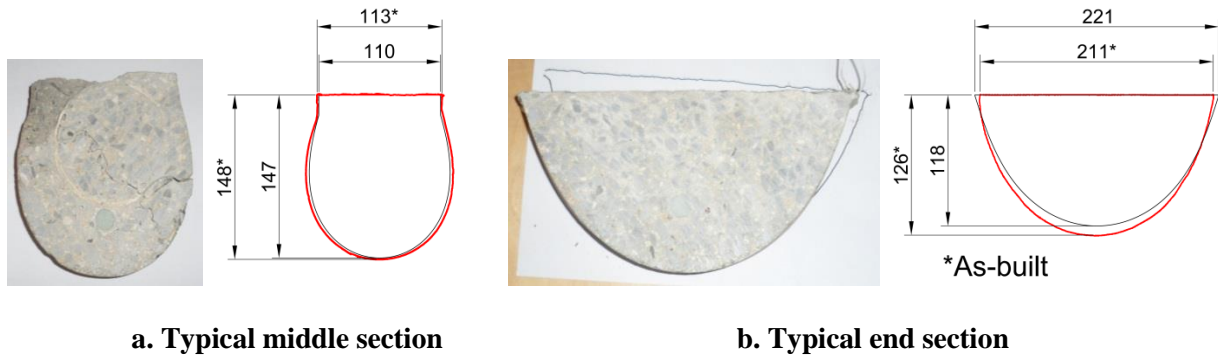 113*
110
148*
147
221
211*
126*
118
*As-built
a. Typical middle section
b. Typical end section